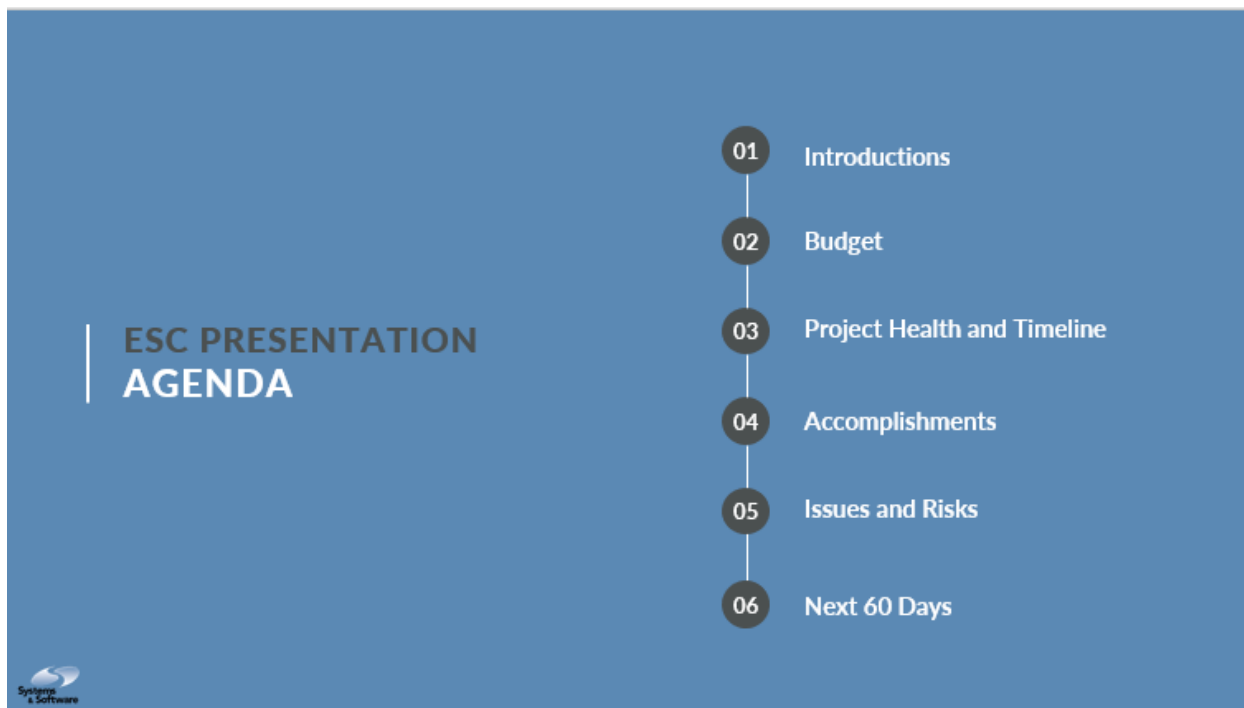 ESC PRESENTATION
AGENDA
01 Introductions
02 Budget
03 Project Health and Timeline
04 Accomplishments
05 Issues and Risks
06 Next 60 Days
Systems
& Software